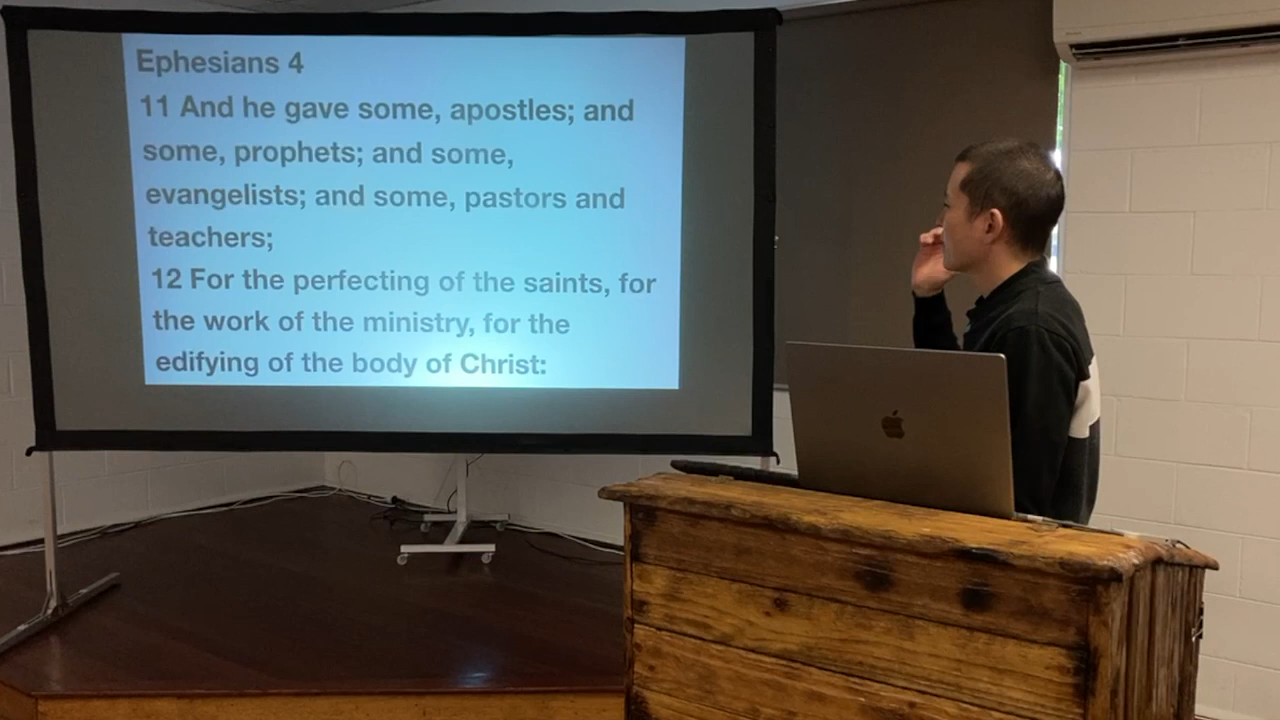 Ephesians 4
11 And he gave some, apostles; and
some, prophets; and some,
evangelists; and some, pastors and
teachers;
12 For the perfecting of the saints, for
the work of the ministry, for the
edifying of the body of Christ: